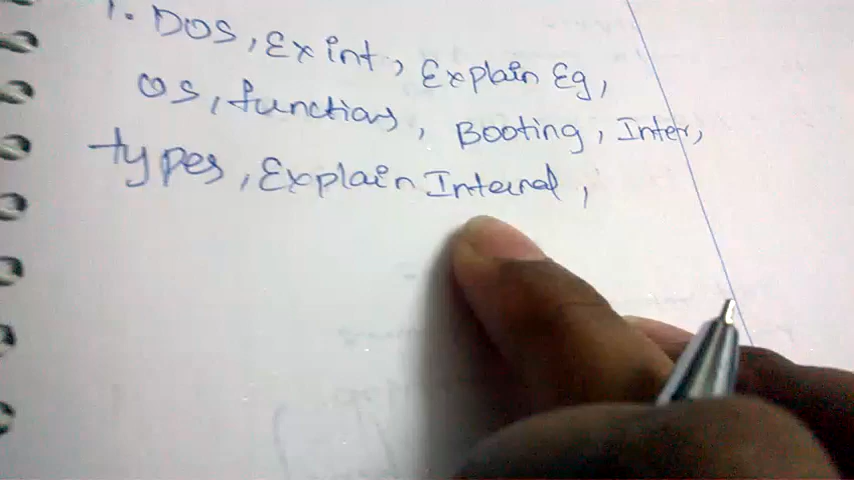 1. DOS, Ex int, Explain Eg,
OS, functions, Booting, Inter,
types, Explain Internal,